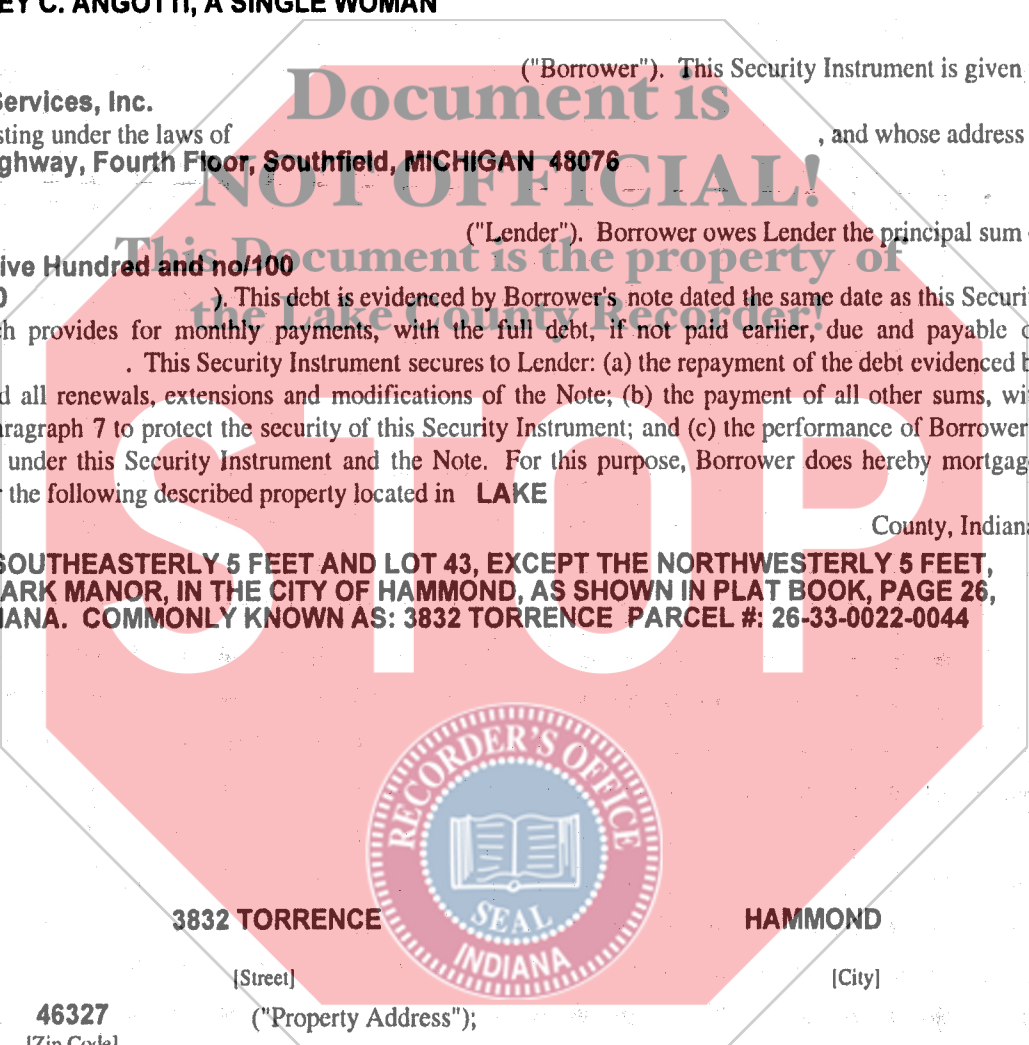 EY C. ANGOTTI, A SINGLE WOMAN
("Borrower"). This Security Instrument is given
Services, Inc.
sting under the laws of , and whose address
ghway, Fourth Floor, Southfield, MICHIGAN 48076
Document is
NOT OFFICIAL!
This Document is the property of
the Lake County Recorder!
("Lender"). Borrower owes Lender the principal sum
ive Hundred and no/100
). This debt is evidenced by Borrower's note dated the same date as this Securi
h provides for monthly payments, with the full debt, if not paid earlier, due and payable
. This Security Instrument secures to Lender: (a) the repayment of the debt evidenced
d all renewals, extensions and modifications of the Note; (b) the payment of all other sums, wi
aragraph 7 to protect the security of this Security Instrument; and (c) the performance of Borrower
under this Security Instrument and the Note. For this purpose, Borrower does hereby mortgag
the following described property located in LAKE
County, Indiana
STOP
SOUTHEASTERLY 5 FEET AND LOT 43, EXCEPT THE NORTHWESTERLY 5 FEET,
ARK MANOR, IN THE CITY OF HAMMOND, AS SHOWN IN PLAT BOOK, PAGE 26,
IANA. COMMONLY KNOWN AS: 3832 TORRENCE PARCEL #: 26-33-0022-0044
RECORDER'S OFFICE
SEAL
INDIANA
3832 TORRENCE HAMMOND
[Street] [City]
46327 ("Property Address");
[Zip Code]